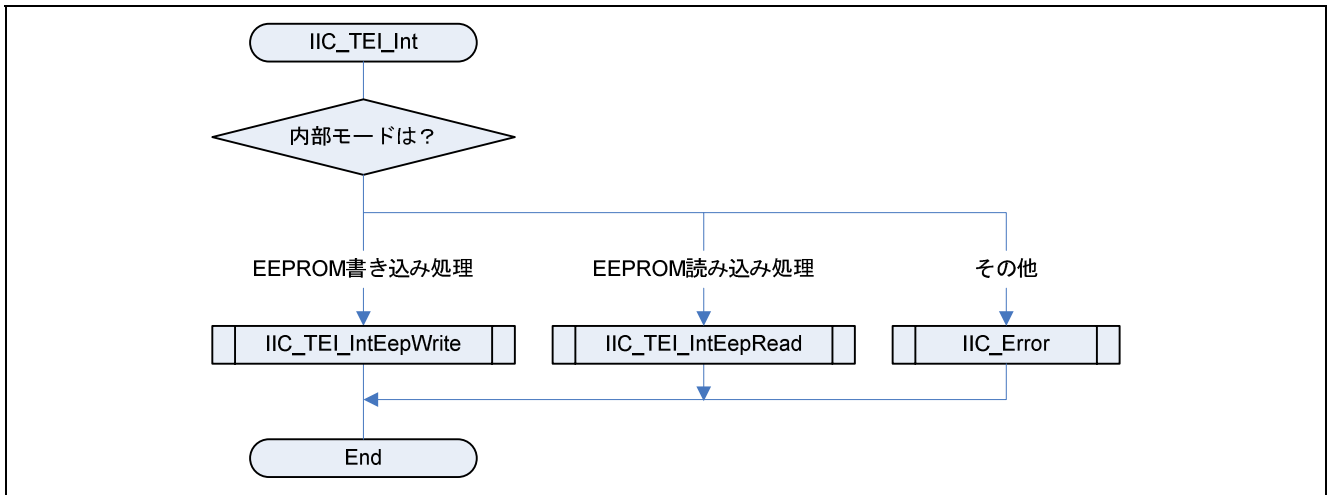 IIC_TEI_Int
内部モードは？
EEPROM書き込み処理
EEPROM読み込み処理
その他
IIC_TEI_IntEepWrite
IIC_TEI_IntEepRead
IIC_Error
End